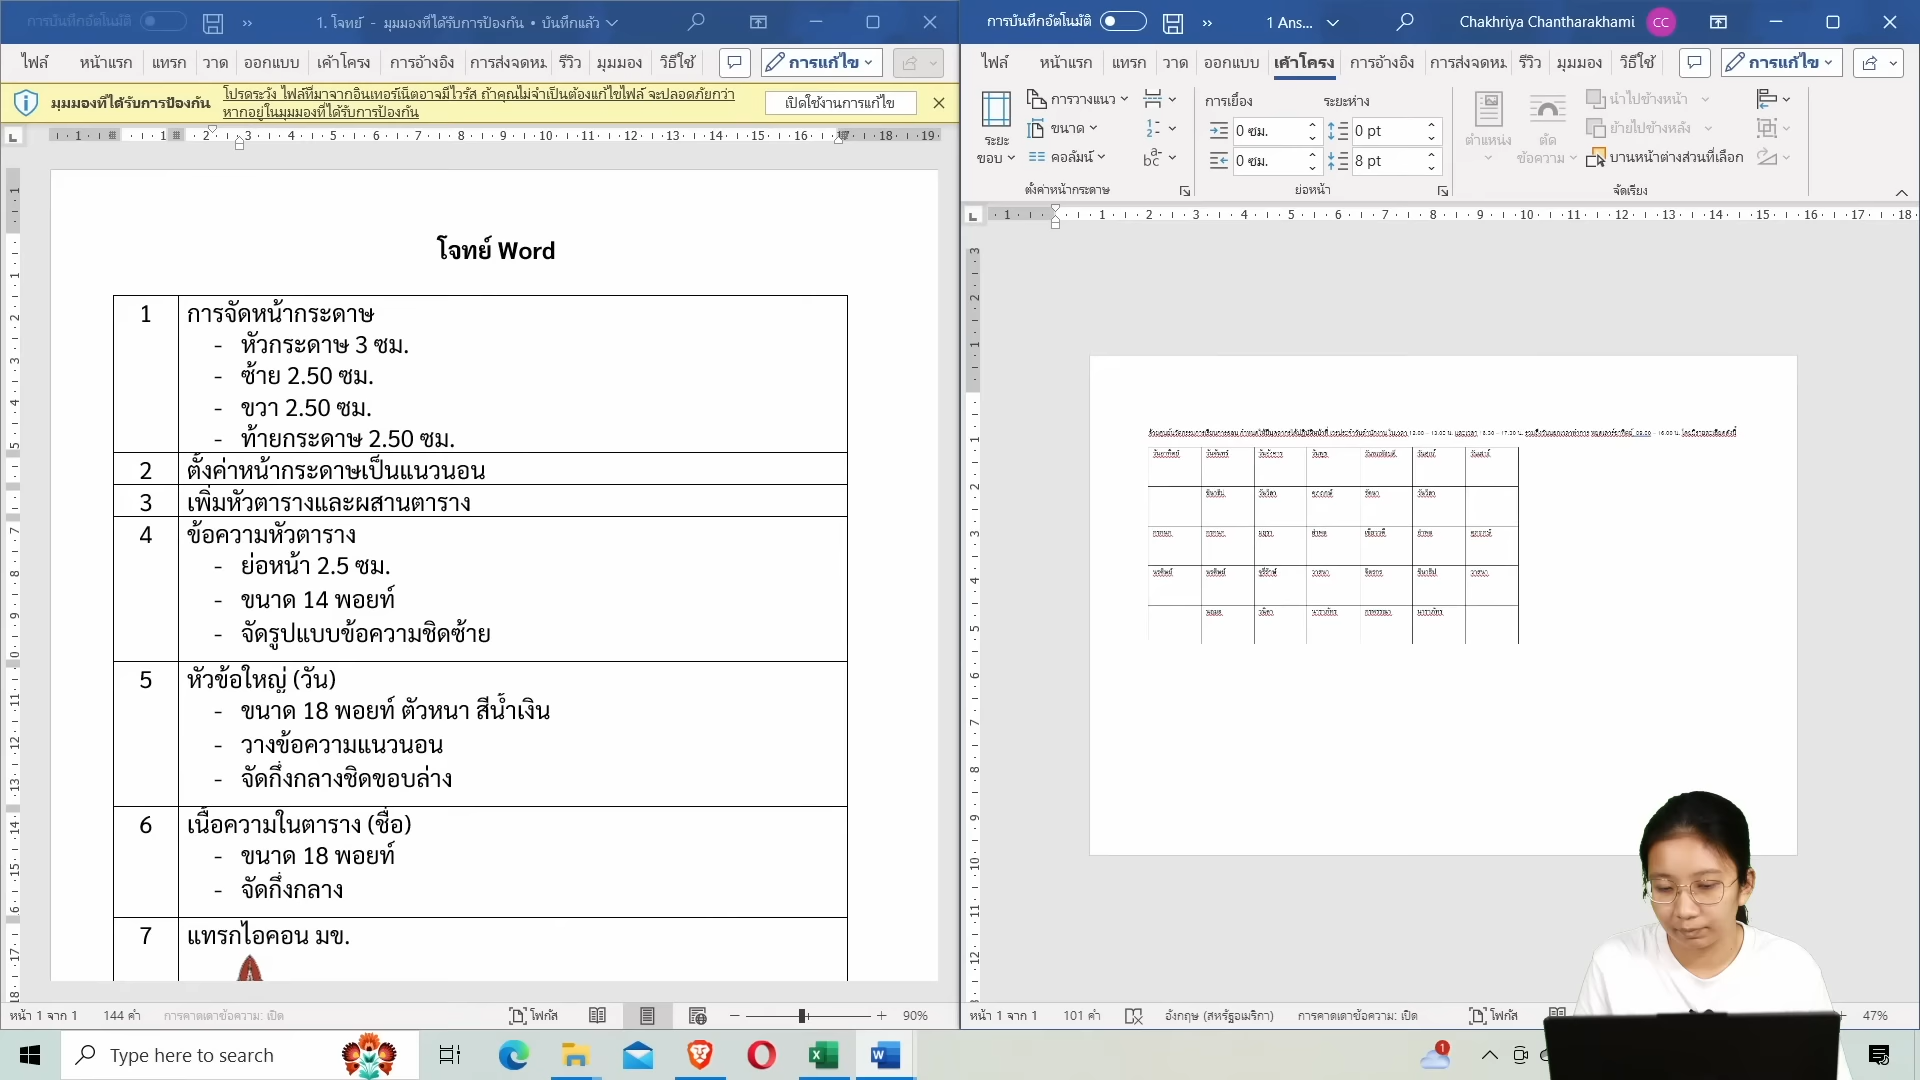 การบันทึกอัตโนมัติ
1. โจทย์ - มุมมองที่ได้รับการป้องกัน • บันทึกแล้ว
ไฟล์ หน้าแรก แทรก วาด ออกแบบ เค้าโครง การอ้างอิง การส่งจดหม. รีวิว มุมมอง วิธีใช้ การแก้ไข
มุมมองที่ได้รับการป้องกัน
โปรดระวัง ไฟล์ที่มาจากอินเทอร์เน็ตอาจมีไวรัส ถ้าคุณไม่จำเป็นต้องแก้ไขไฟล์ จะปลอดภัยกว่า
หากอยู่ในมุมมองที่ได้รับการป้องกัน
เปิดใช้งานการแก้ไข
โจทย์ Word
1 การจัดหน้ากระดาษ
- หัวกระดาษ 3 ซม.
- ซ้าย 2.50 ซม.
- ขวา 2.50 ซม.
- ท้ายกระดาษ 2.50 ซม.
2 ตั้งค่าหน้ากระดาษเป็นแนวนอน
3 เพิ่มหัวตารางและผสานตาราง
4 ข้อความหัวตาราง
- ย่อหน้า 2.5 ซม.
- ขนาด 14 พอยท์
- จัดรูปแบบข้อความชิดซ้าย
5 หัวข้อใหญ่ (วัน)
- ขนาด 18 พอยท์ ตัวหนา สีน้ำเงิน
- วางข้อความแนวนอน
- จัดกึ่งกลางชิดขอบล่าง
6 เนื้อความในตาราง (ชื่อ)
- ขนาด 18 พอยท์
- จัดกึ่งกลาง
7 แทรกไอคอน มข.
หน้า 1 จาก 1 144 คำ การคาดเดาข้อความ: เปิด โฟกัส 90%
การบันทึกอัตโนมัติ 1 Ans... Chakhriya Chantharakhami CC
ไฟล์ หน้าแรก แทรก วาด ออกแบบ เค้าโครง การอ้างอิง การส่งจดหม. รีวิว มุมมอง วิธีใช้ การแก้ไข
ระยะ
ขอบ
การวางแนว
ขนาด
คอลัมน์
ตั้งค่าหน้ากระดาษ
การเยื้อง ระยะห่าง
0 ซม. 0 pt
0 ซม. 8 pt
ย่อหน้า
ตำแหน่ง
ตัด
ข้อความ
นำไปข้างหน้า
ย้ายไปข้างหลัง
บานหน้าต่างส่วนที่เลือก
จัดเรียง
วันอาทิตย์ วันจันทร์ วันอังคาร วันพุธ วันพฤหัสบดี วันศุกร์ วันเสาร์
หน้า 1 จาก 1 101 คำ อังกฤษ (สหรัฐอเมริกา) การคาดเดาข้อความ: เปิด โฟกัส 47%
Type here to search